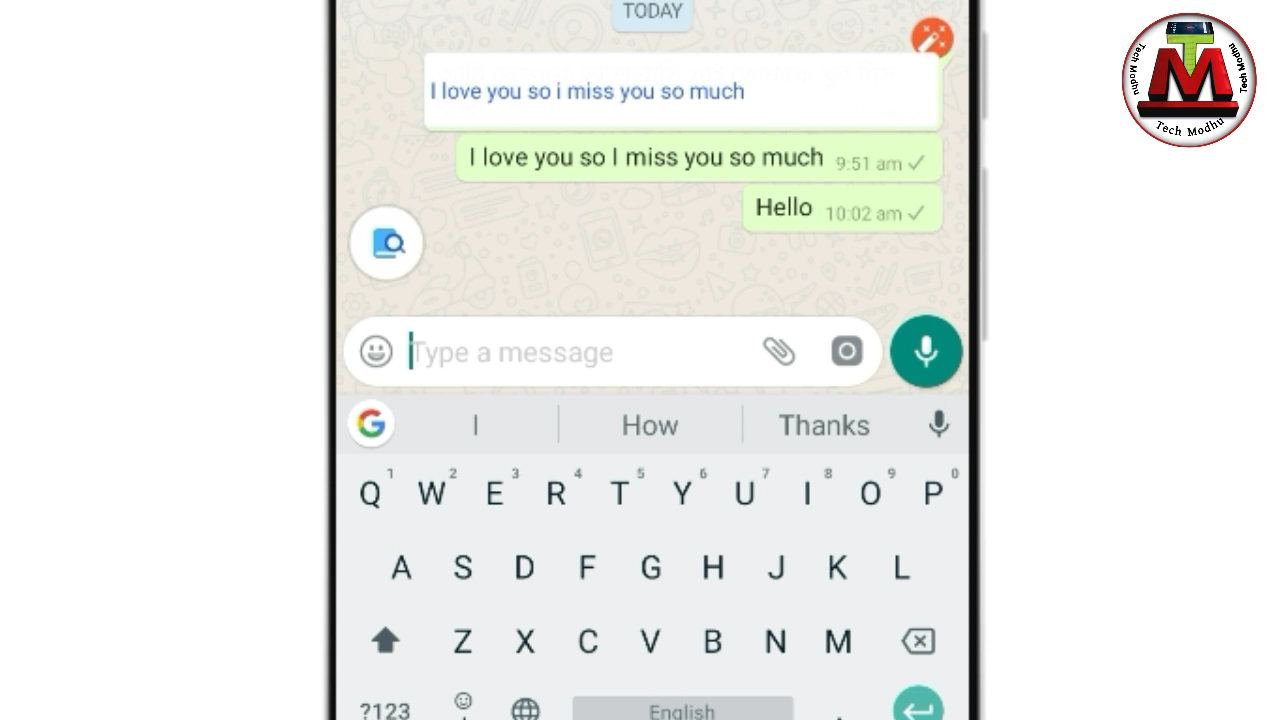 TODAY
I love you so i miss you so much
I love you so I miss you so much 9:51 am
Hello 10:02 am
Type a message
I How Thanks
Q 1 W 2 E 3 R 4 T 5 Y 6 U 7 I 8 O 9 P 0
A S D F G H J K L
Z X C V B N M
?123 English
Tech Modhu
TM
Tech Modhu
Tech Modhu